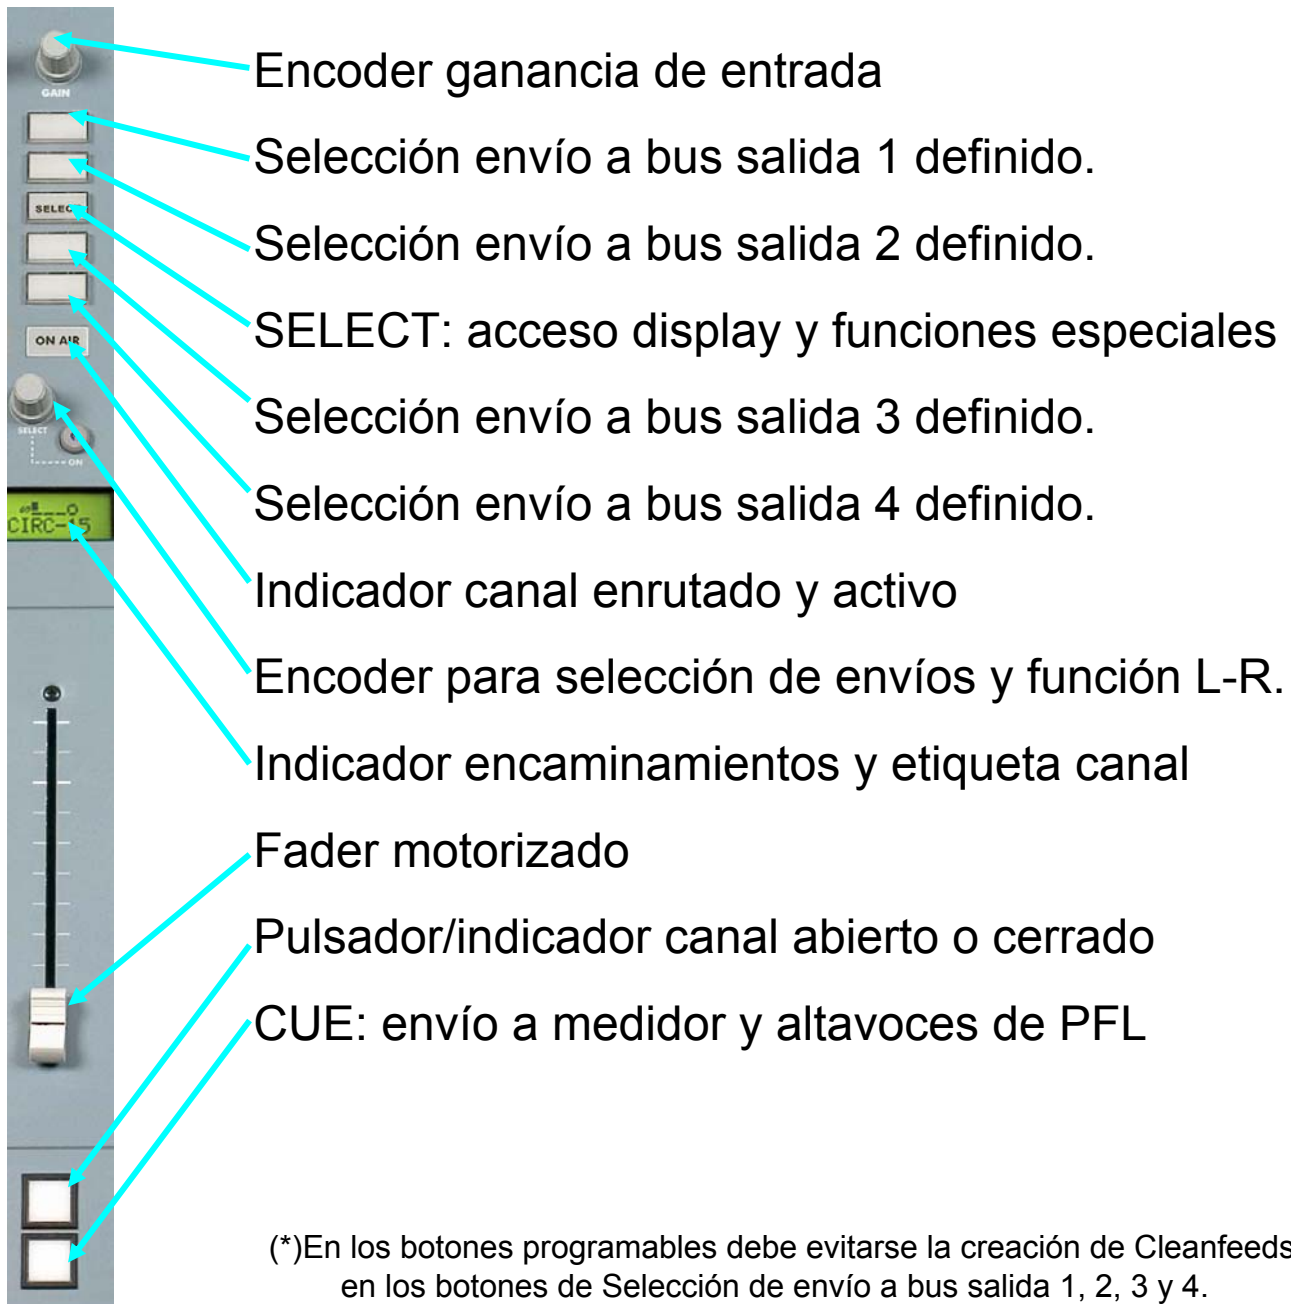 Encoder ganancia de entrada
GAIN
Selección envío a bus salida 1 definido.
Selección envío a bus salida 2 definido.
SELECT
SELECT: acceso display y funciones especiales
ON AIR
Selección envío a bus salida 3 definido.
SELECT
ON
Selección envío a bus salida 4 definido.
CIRC-15
Indicador canal enrutado y activo
Encoder para selección de envíos y función L-R.
Indicador encaminamientos y etiqueta canal
Fader motorizado
Pulsador/indicador canal abierto o cerrado
CUE: envío a medidor y altavoces de PFL
(*)En los botones programables debe evitarse la creación de Cleanfeeds
en los botones de Selección de envío a bus salida 1, 2, 3 y 4.